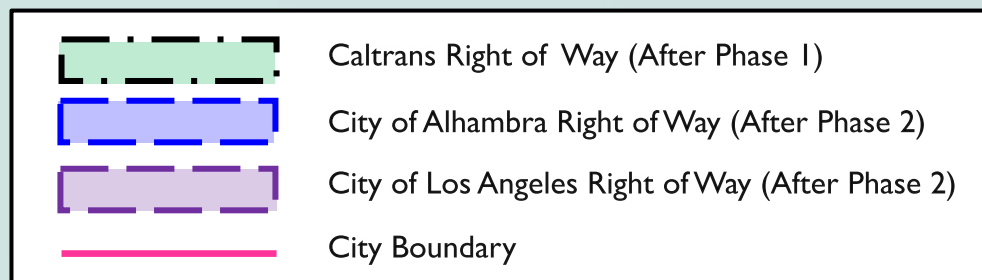 Caltrans Right of Way (After Phase 1)
City of Alhambra Right of Way (After Phase 2)
City of Los Angeles Right of Way (After Phase 2)
City Boundary